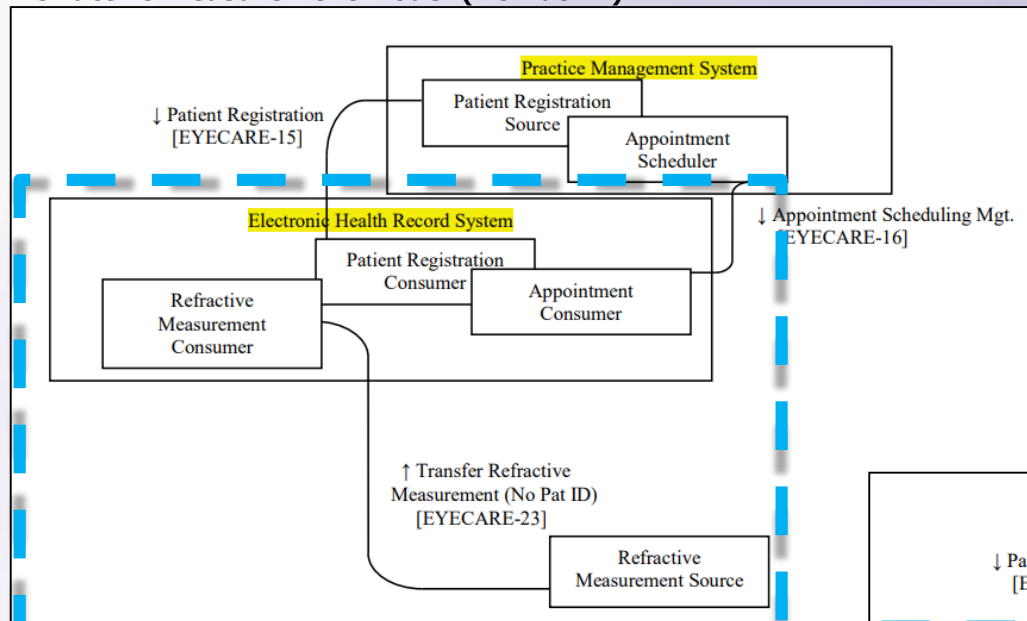 Practice Management System
Patient Registration
Source
↓ Patient Registration
[EYECARE-15]
Appointment
Scheduler
Electronic Health Record System
↓ Appointment Scheduling Mgt.
[EYECARE-16]
Patient Registration
Consumer
Refractive
Measurement
Consumer
Appointment
Consumer
↑ Transfer Refractive
Measurement (No Pat ID)
[EYECARE-23]
Refractive
Measurement Source
↓ Pa
[E